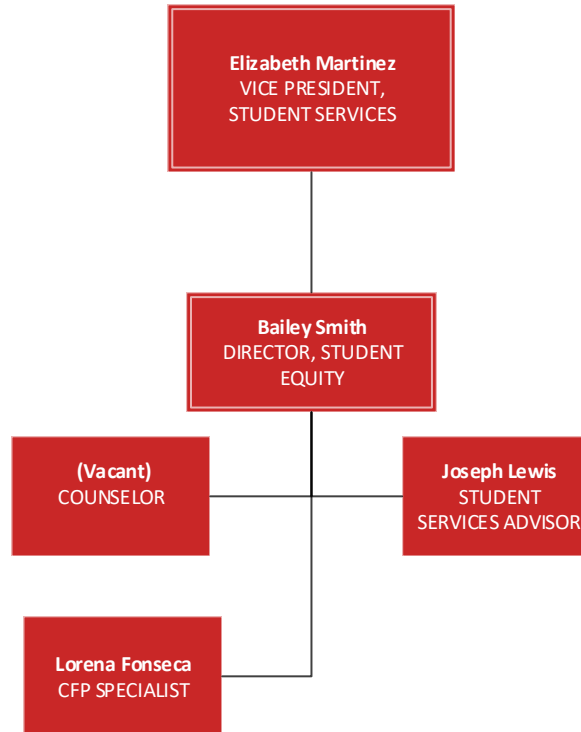 Elizabeth Martinez
VICE PRESIDENT,
STUDENT SERVICES
Bailey Smith
DIRECTOR, STUDENT
EQUITY
(Vacant)
COUNSELOR
Joseph Lewis
STUDENT
SERVICES ADVISOR
Lorena Fonseca
CFP SPECIALIST